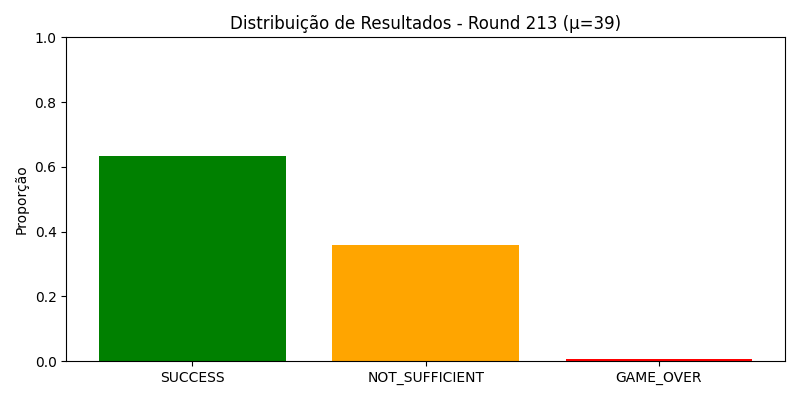 Distribuição de Resultados - Round 213 (μ=39)
1.0
0.8
0.6
0.4
0.2
0.0
Proporção
SUCCESS
NOT_SUFFICIENT
GAME_OVER